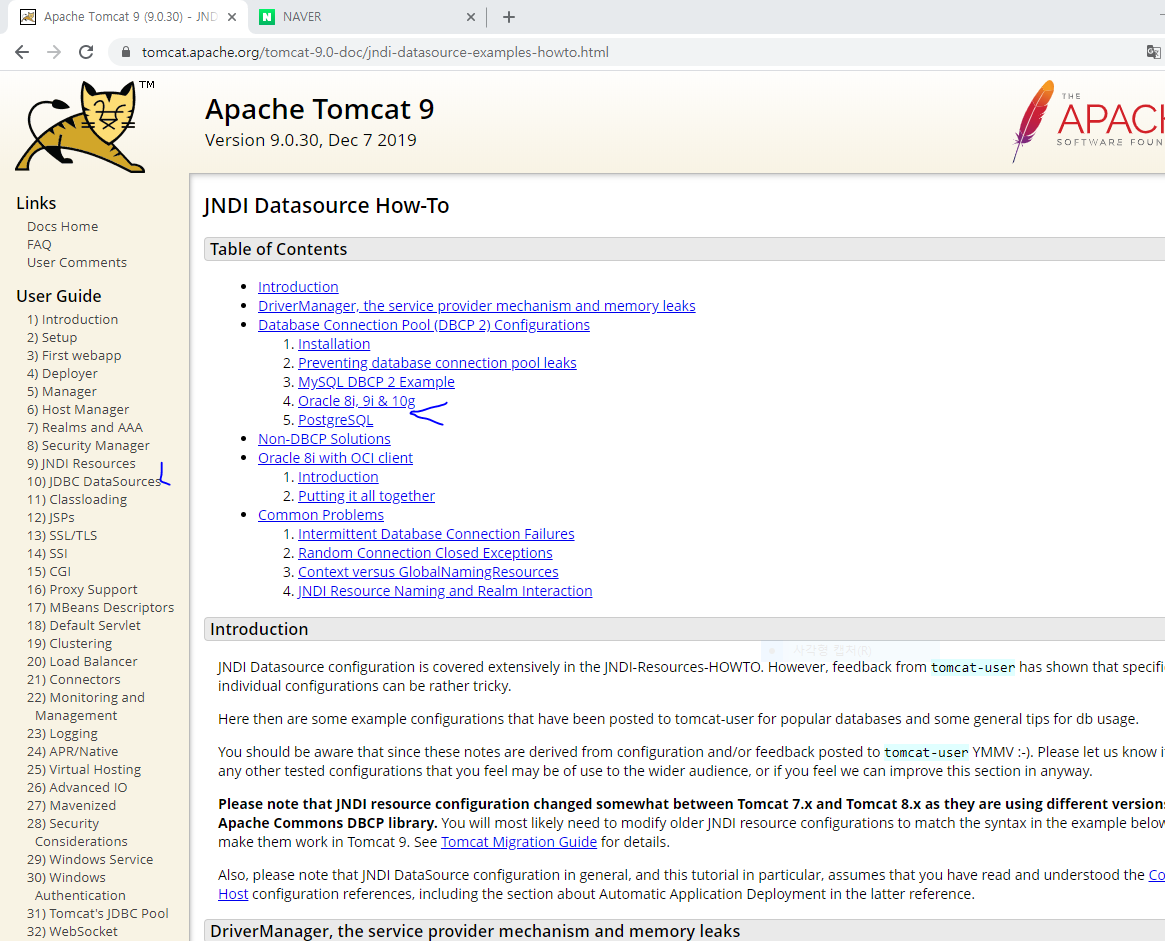 Apache Tomcat 9 (9.0.30) - JND
NAVER
tomcat.apache.org/tomcat-9.0-doc/jndi-datasource-examples-howto.html
TM
Apache Tomcat 9
Version 9.0.30, Dec 7 2019
THE
APACH
SOFTWARE FOUN
Links
Docs Home
FAQ
User Comments
User Guide
1) Introduction
2) Setup
3) First webapp
4) Deployer
5) Manager
6) Host Manager
7) Realms and AAA
8) Security Manager
9) JNDI Resources
10) JDBC DataSources
11) Classloading
12) JSPs
13) SSL/TLS
14) SSI
15) CGI
16) Proxy Support
17) MBeans Descriptors
18) Default Servlet
19) Clustering
20) Load Balancer
21) Connectors
22) Monitoring and
Management
23) Logging
24) APR/Native
25) Virtual Hosting
26) Advanced IO
27) Mavenized
28) Security
Considerations
29) Windows Service
30) Windows
Authentication
31) Tomcat's JDBC Pool
32) WebSocket
JNDI Datasource How-To
Table of Contents
• Introduction
• DriverManager, the service provider mechanism and memory leaks
• Database Connection Pool (DBCP 2) Configurations
1. Installation
2. Preventing database connection pool leaks
3. MySQL DBCP 2 Example
4. Oracle 8i, 9i & 10g
5. PostgreSQL
• Non-DBCP Solutions
• Oracle 8i with OCI client
1. Introduction
2. Putting it all together
• Common Problems
1. Intermittent Database Connection Failures
2. Random Connection Closed Exceptions
3. Context versus GlobalNamingResources
4. JNDI Resource Naming and Realm Interaction
Introduction
사각형 캡처(R)
JNDI Datasource configuration is covered extensively in the JNDI-Resources-HOWTO. However, feedback from tomcat-user has shown that specifi
individual configurations can be rather tricky.
Here then are some example configurations that have been posted to tomcat-user for popular databases and some general tips for db usage.
You should be aware that since these notes are derived from configuration and/or feedback posted to tomcat-user YMMV :-). Please let us know i
any other tested configurations that you feel may be of use to the wider audience, or if you feel we can improve this section in anyway.
Please note that JNDI resource configuration changed somewhat between Tomcat 7.x and Tomcat 8.x as they are using different versions
Apache Commons DBCP library. You will most likely need to modify older JNDI resource configurations to match the syntax in the example below
make them work in Tomcat 9. See Tomcat Migration Guide for details.
Also, please note that JNDI DataSource configuration in general, and this tutorial in particular, assumes that you have read and understood the Co
Host configuration references, including the section about Automatic Application Deployment in the latter reference.
DriverManager, the service provider mechanism and memory leaks